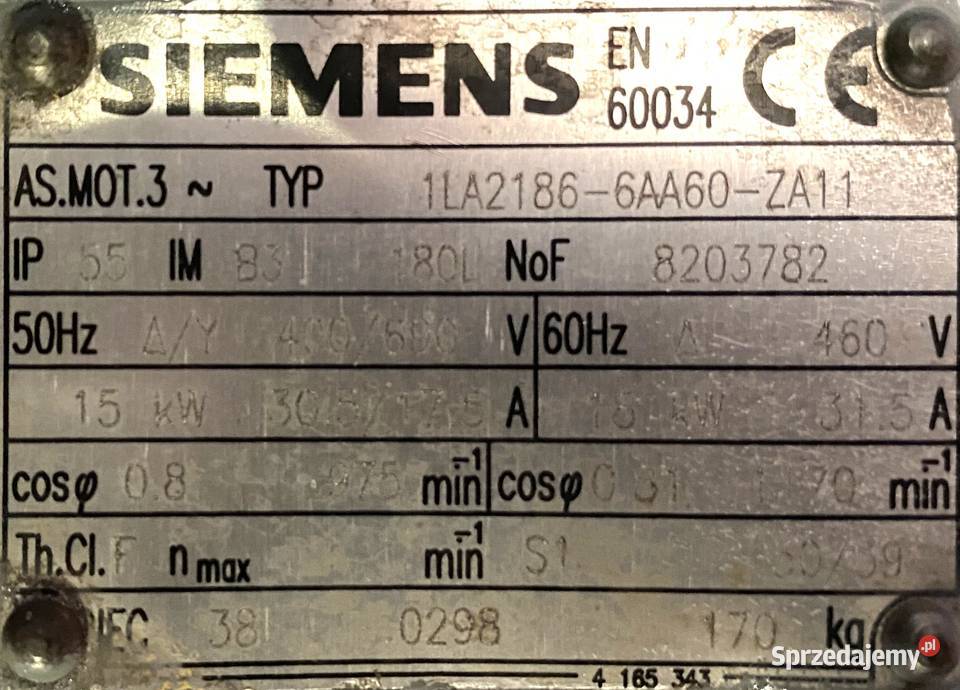 SIEMENS EN 60034 CE
AS.MOT.3 ~ TYP 1LA2186-6AA60-ZA11
IP 55 IM B3 180L NoF 8203782
50Hz Δ/Y 400/690 V 60Hz Δ 460 V
15 kW 30.5/17.5 A kW 31.5 A
cosφ 0.8 975 min⁻¹ cosφ min⁻¹
Th.Cl. F n max min⁻¹ S1
IEC 38 0298 170 kg
4 165 343
Sprzedajemy.pl